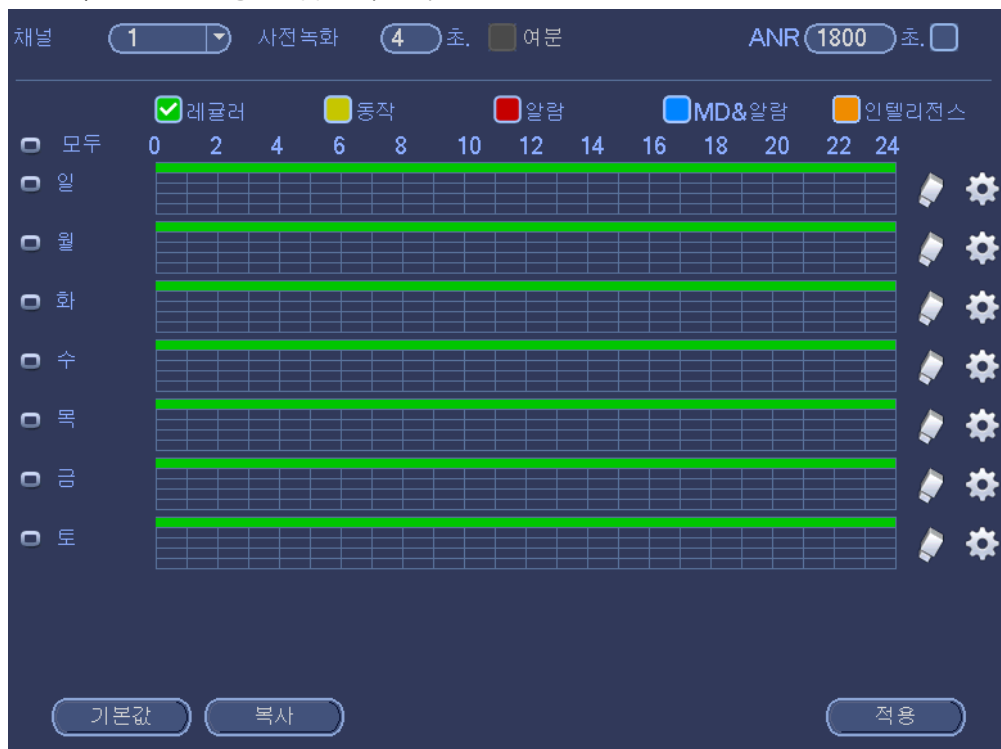 채널 1 사전녹화 4 초. 여분 ANR 1800 초.
레귤러 동작 알람 MD&알람 인텔리전스
모두 0 2 4 6 8 10 12 14 16 18 20 22 24
일
월
화
수
목
금
토
기본값 복사 적용